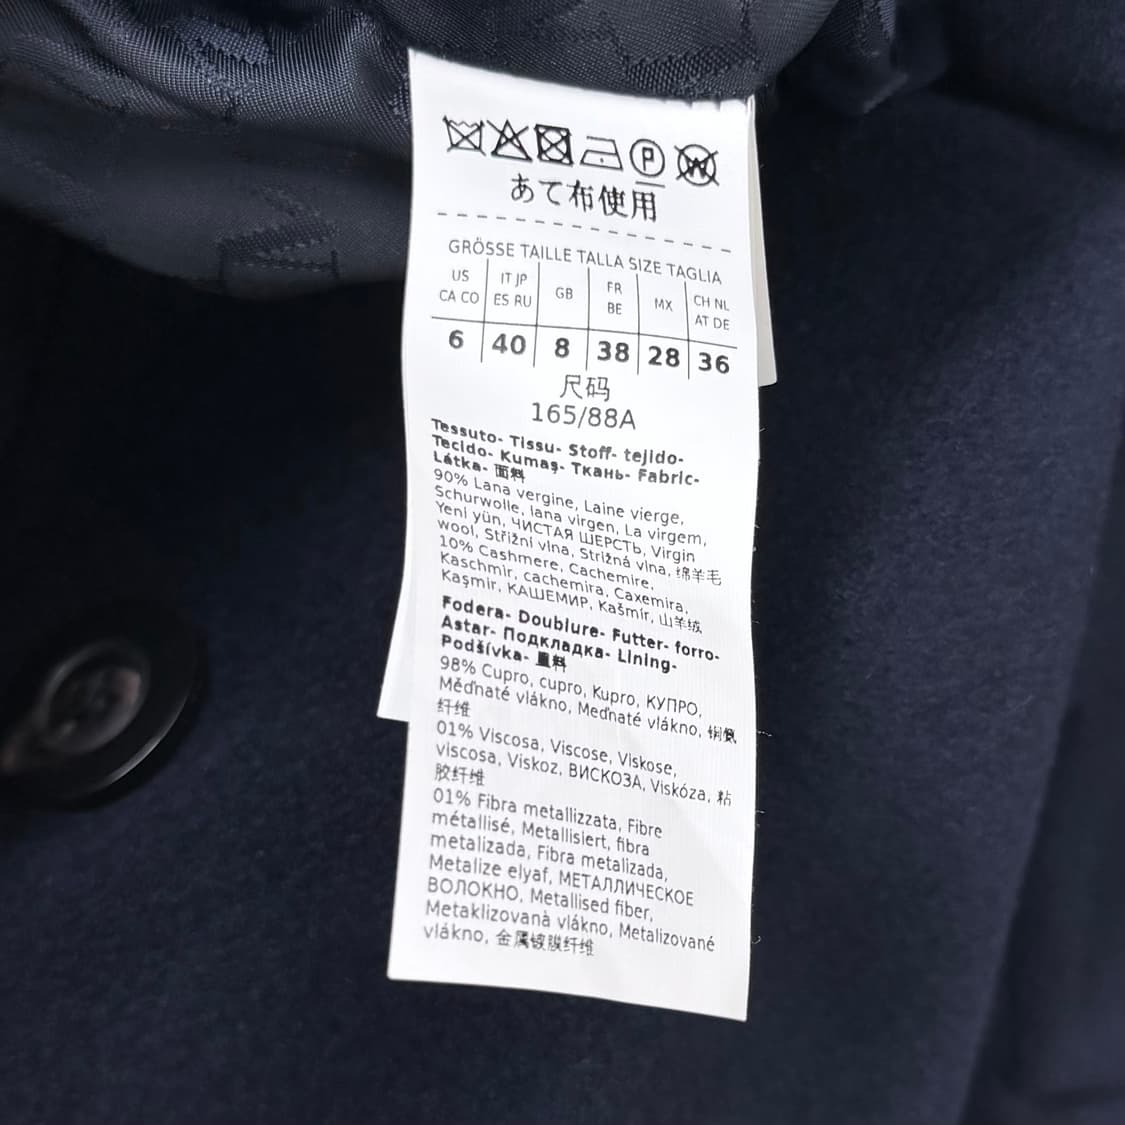 P W
あて布使用
GRÖSSE TAILLE TALLA SIZE TAGLIA
US CA CO IT JP ES RU GB FR BE MX CH NL AT DE
6 40 8 38 28 36
尺码
165/88A
Tessuto- Tissu- Stoff- tejido-
Tecido- Kumaş- Ткань- Fabric-
Látka- 面料
90% Lana vergine, Laine vierge,
Schurwolle, lana virgen, La virgem,
Yeni yün, ЧИСТАЯ ШЕРСТЬ, Virgin
wool, Střižní vlna, Strižná vlna, 绵羊毛
10% Cashmere, Cachemire,
Kaschmir, cachemira, Caxemira,
Kaşmir, КАШЕМИР, Kašmír, 山羊绒
Fodera- Doublure- Futter- forro-
Astar- Подкладка- Lining-
Podšívka- 里料
98% Cupro, cupro, Kupro, КУПРО,
Měďnaté vlákno, Meďnaté vlákno, 铜氨
纤维
01% Viscosa, Viscose, Viskose,
viscosa, Viskoz, ВИСКОЗА, Viskóza, 粘
胶纤维
01% Fibra metallizzata, Fibre
métallisé, Metallisiert, fibra
metalizada, Fibra metalizada,
Metalize elyaf, МЕТАЛЛИЧЕСКОЕ
ВОЛОКНО, Metallised fiber,
Metaklizovanà vlákno, Metalizované
vlákno, 金属镀膜纤维